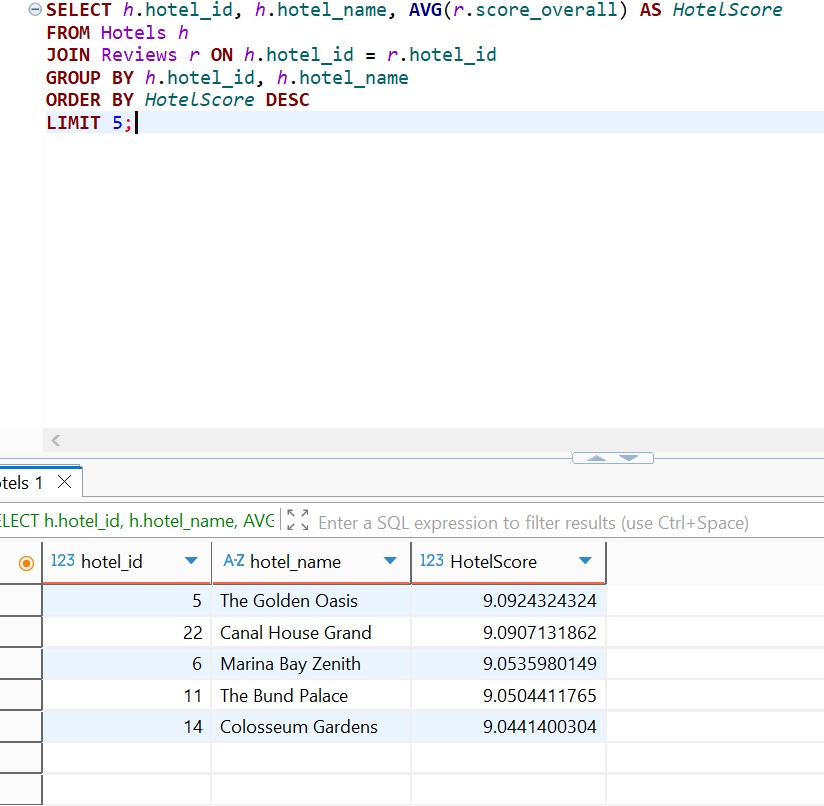 SELECT h.hotel_id, h.hotel_name, AVG(r.score_overall) AS HotelScore
FROM Hotels h
JOIN Reviews r ON h.hotel_id = r.hotel_id
GROUP BY h.hotel_id, h.hotel_name
ORDER BY HotelScore DESC
LIMIT 5;
otels 1
ELECT h.hotel_id, h.hotel_name, AVG Enter a SQL expression to filter results (use Ctrl+Space)
123 hotel_id A-Z hotel_name 123 HotelScore
5 The Golden Oasis 9.0924324324
22 Canal House Grand 9.0907131862
6 Marina Bay Zenith 9.0535980149
11 The Bund Palace 9.0504411765
14 Colosseum Gardens 9.0441400304